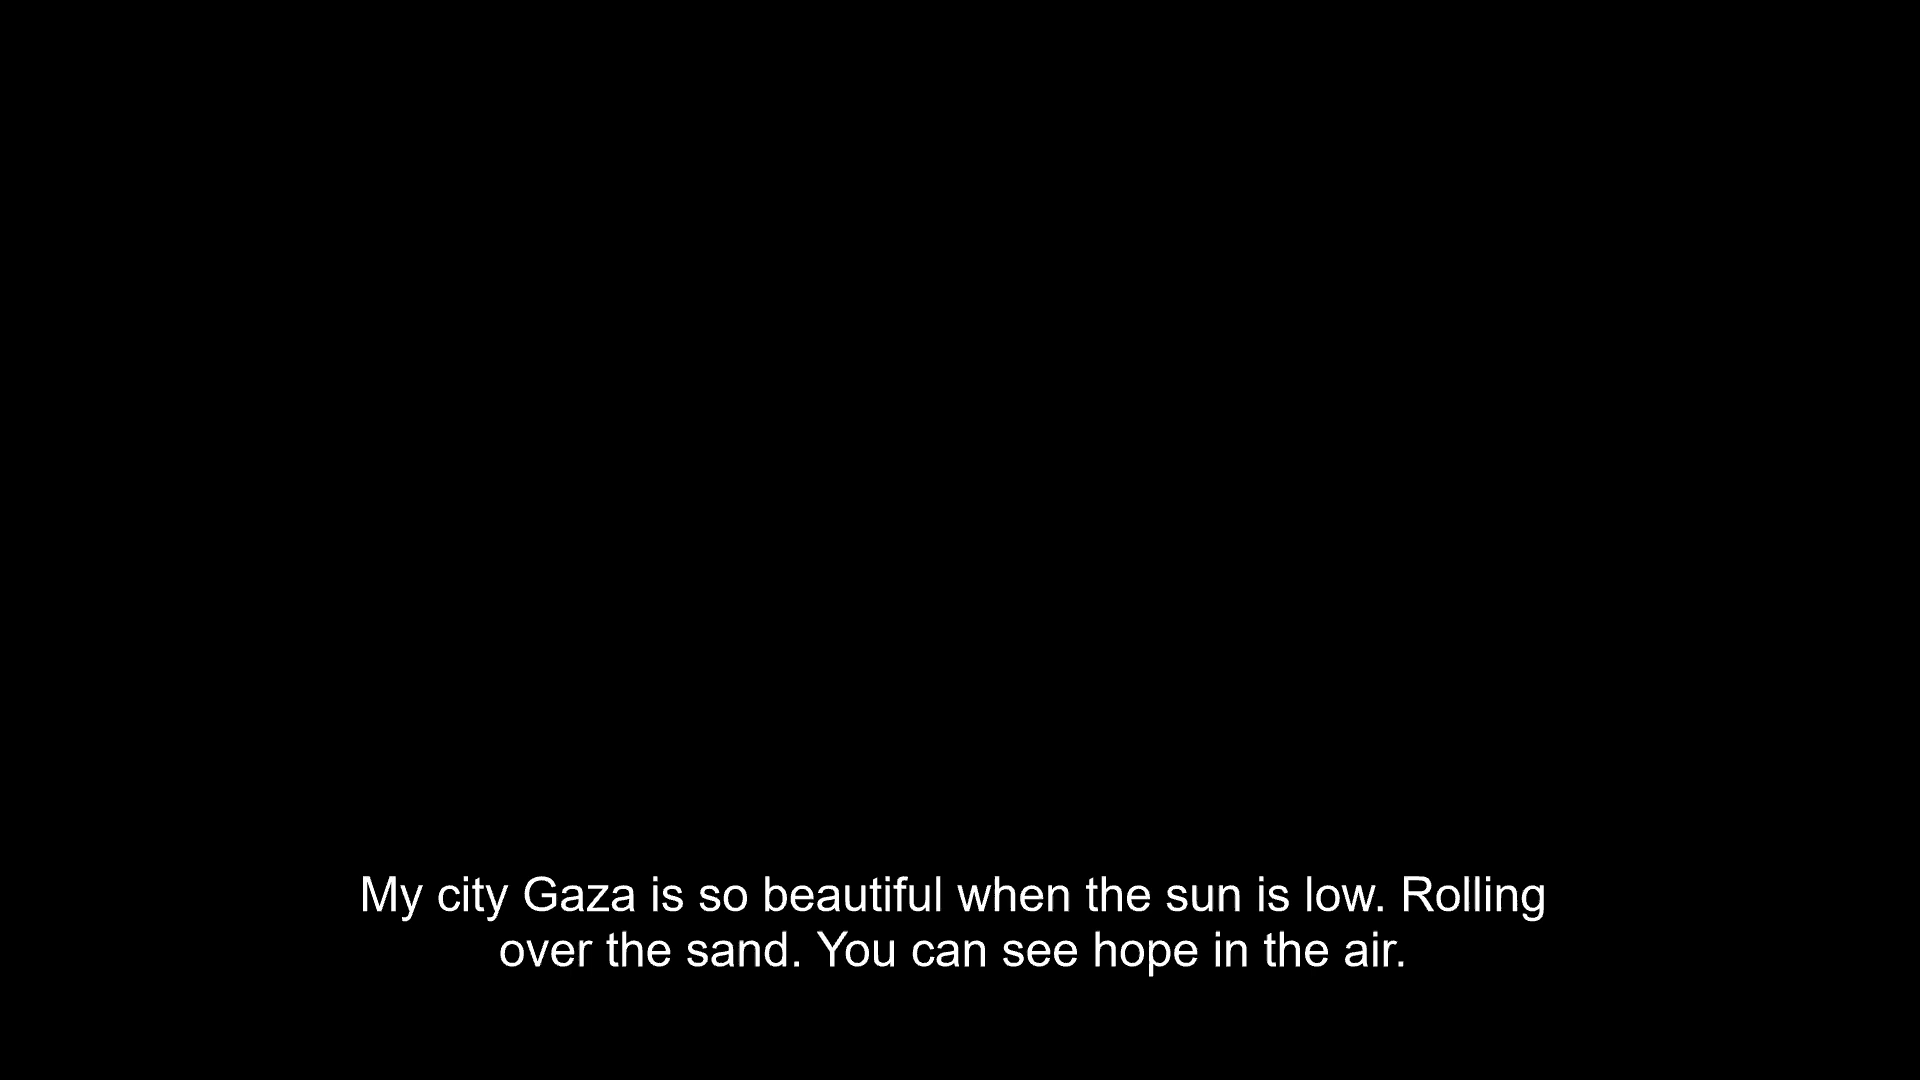 My city Gaza is so beautiful when the sun is low. Rolling
over the sand. You can see hope in the air.